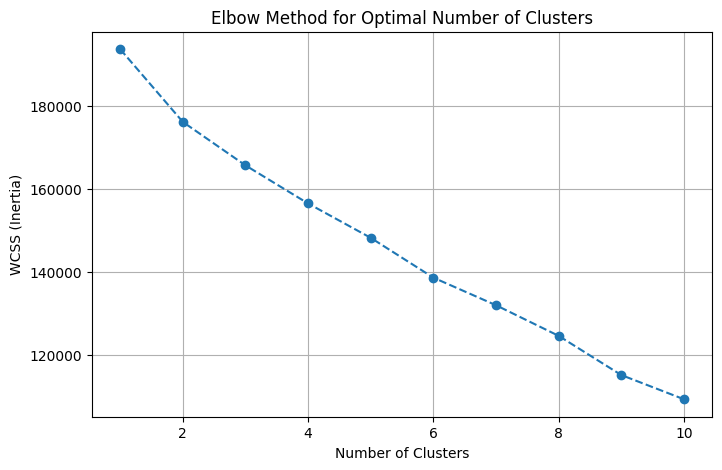 Elbow Method for Optimal Number of Clusters
WCSS (Inertia)
180000
160000
140000
120000
2 4 6 8 10
Number of Clusters